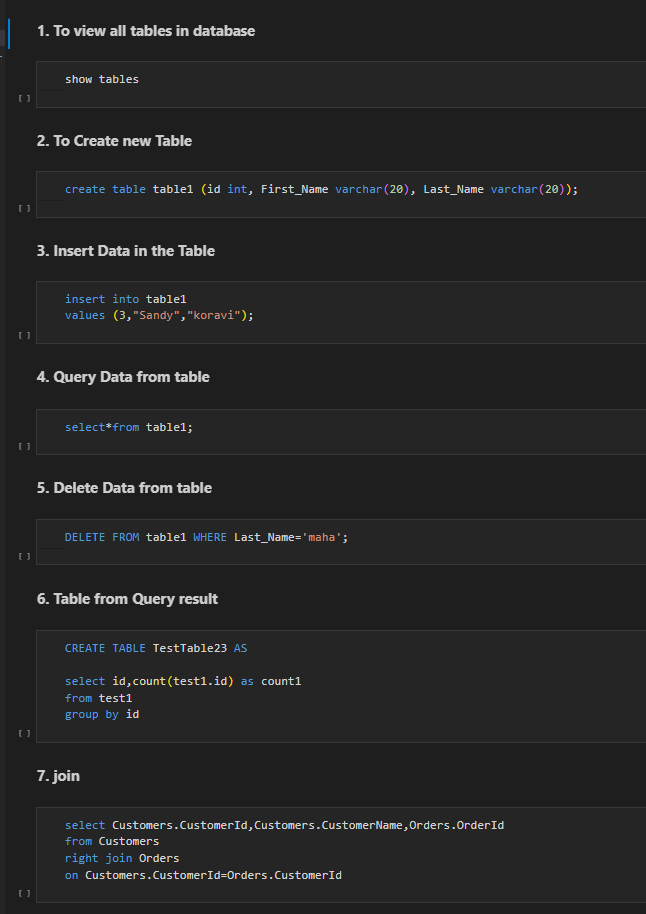 1. To view all tables in database
show tables
[ ]
2. To Create new Table
create table table1 (id int, First_Name varchar(20), Last_Name varchar(20));
[ ]
3. Insert Data in the Table
insert into table1
values (3,"Sandy","koravi");
[ ]
4. Query Data from table
select*from table1;
[ ]
5. Delete Data from table
DELETE FROM table1 WHERE Last_Name='maha';
[ ]
6. Table from Query result
CREATE TABLE TestTable23 AS
select id,count(test1.id) as count1
from test1
group by id
[ ]
7. join
select Customers.CustomerId,Customers.CustomerName,Orders.OrderId
from Customers
right join Orders
on Customers.CustomerId=Orders.CustomerId
[ ]